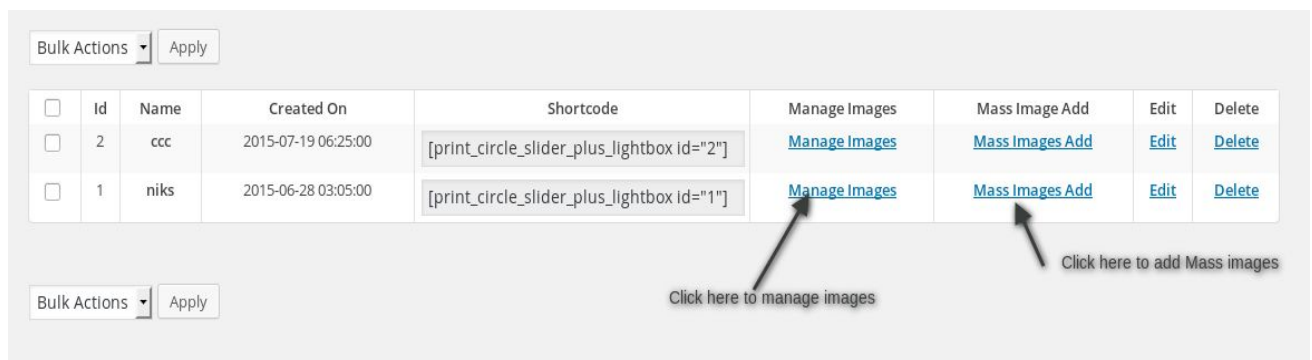 Bulk Actions Apply
Id Name Created On Shortcode Manage Images Mass Image Add Edit Delete
2 ccc 2015-07-19 06:25:00 [print_circle_slider_plus_lightbox id="2"] Manage Images Mass Images Add Edit Delete
1 niks 2015-06-28 03:05:00 [print_circle_slider_plus_lightbox id="1"] Manage Images Mass Images Add Edit Delete
Click here to add Mass images
Click here to manage images
Bulk Actions Apply